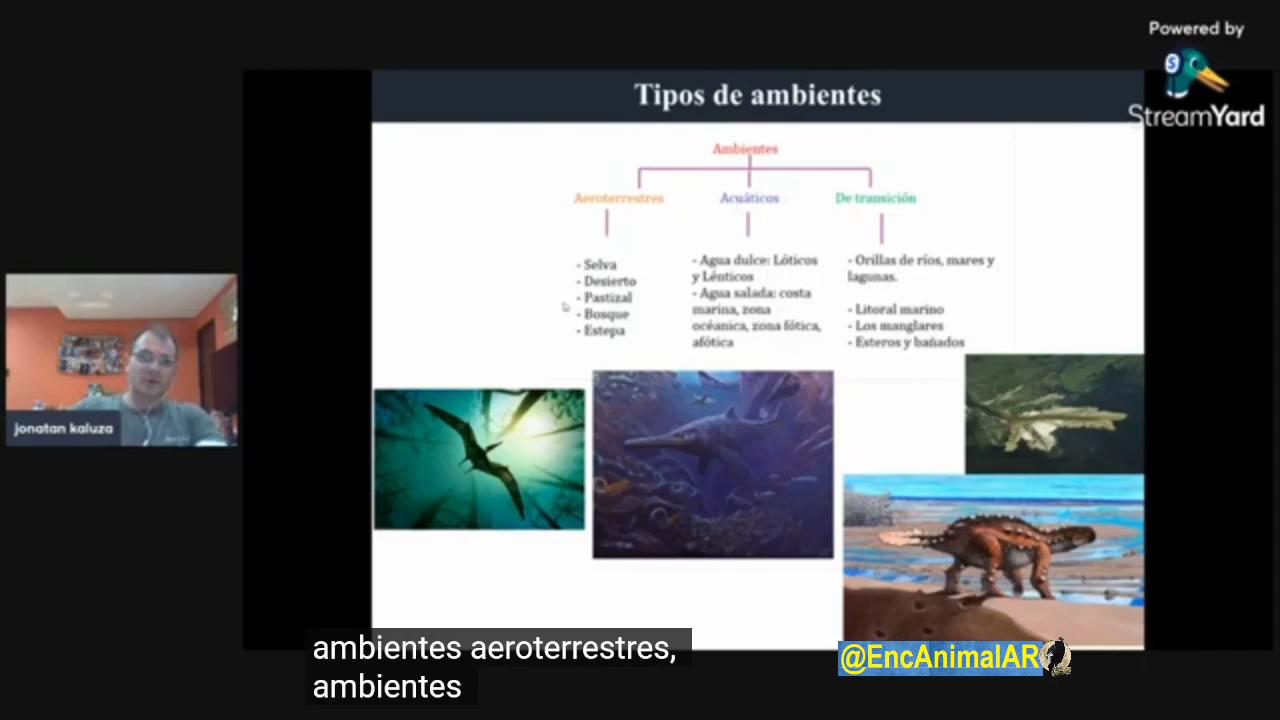 Powered by
S
StreamYard
Tipos de ambientes
Ambientes
Aeroterrestres
Acuáticos
De transición
- Selva
- Desierto
- Pastizal
- Bosque
- Estepa
- Agua dulce: Lóticos
y Lénticos
- Agua salada: costa
marina, zona
océanica, zona fótica,
afótica
- Orillas de ríos, mares y
lagunas.
- Litoral marino
- Los manglares
- Esteros y bañados
jonatan kaluza
ambientes aeroterrestres,
ambientes
@EncAnimalAR